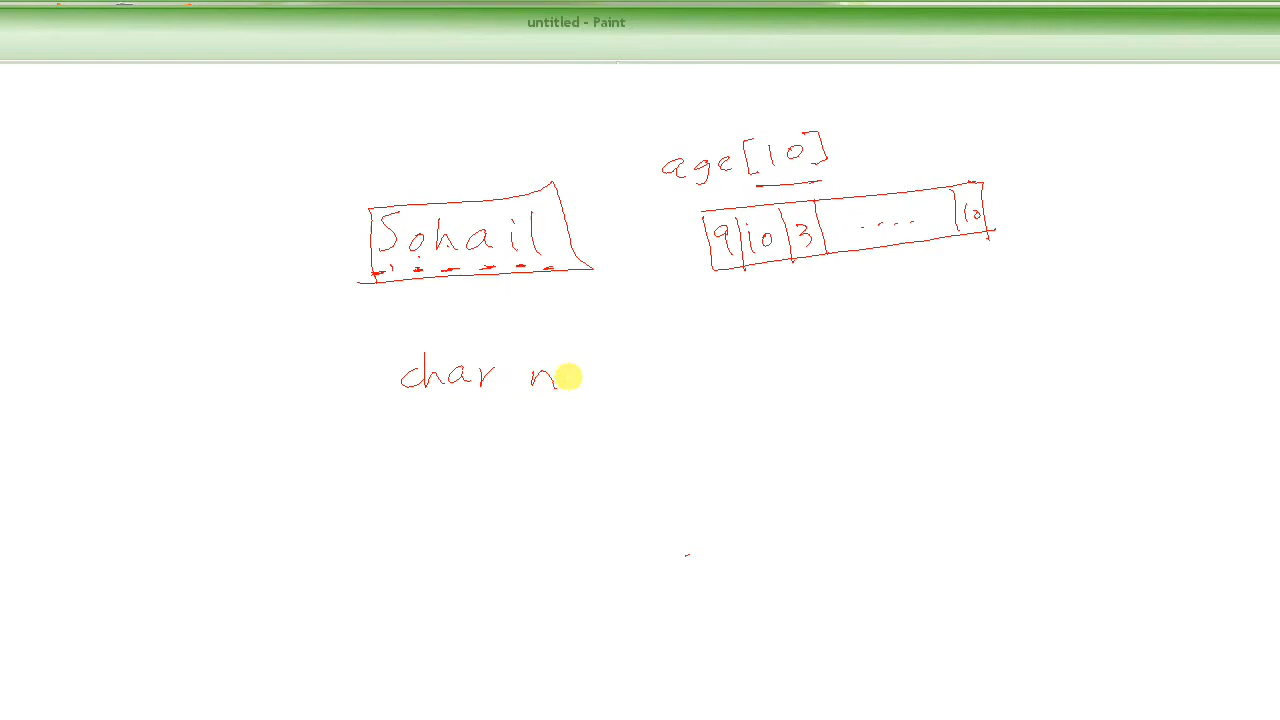 untitled - Paint
age[10]
Sohail
9 10 3 .... 10
char n